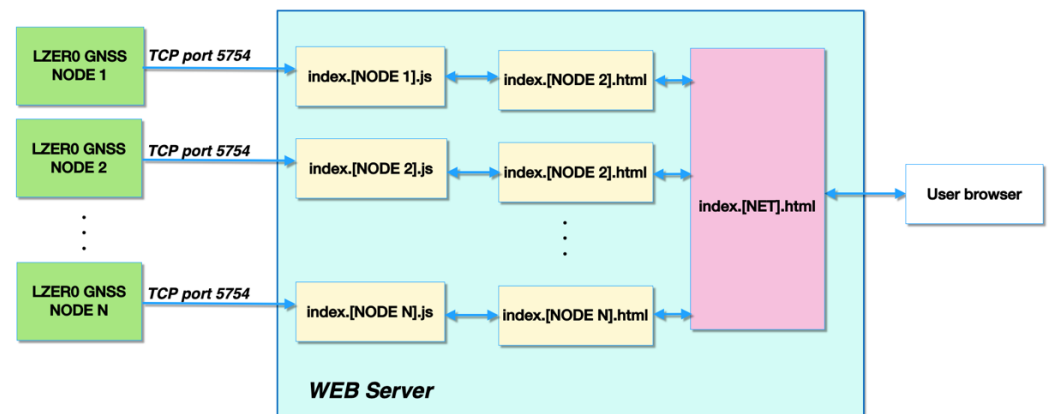 LZER0 GNSS
NODE 1
TCP port 5754
index.[NODE 1].js
index.[NODE 2].html
LZER0 GNSS
NODE 2
TCP port 5754
index.[NODE 2].js
index.[NODE 2].html
index.[NET].html
User browser
LZER0 GNSS
NODE N
TCP port 5754
index.[NODE N].js
index.[NODE N].html
WEB Server